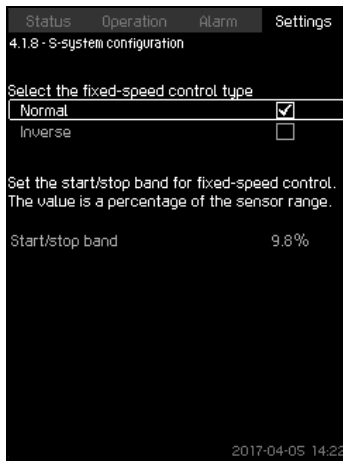 Status Operation Alarm Settings
4.1.8 - S-system configuration
Select the fixed-speed control type
Normal
Inverse
Set the start/stop band for fixed-speed control.
The value is a percentage of the sensor range.
Start/stop band 9.8%
2017-04-05 14:22